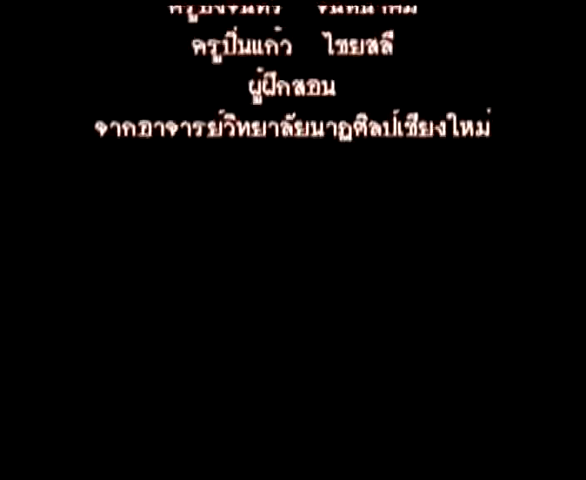 ครูปิ่นแก้ว ไชยสลี
ผู้ฝึกสอน
จากอาจารย์วิทยาลัยนาฏศิลป์เชียงใหม่